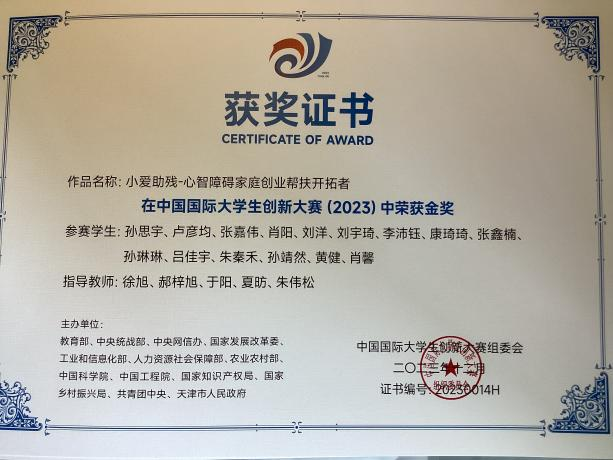 获奖证书
CERTIFICATE OF AWARD
作品名称: 小爱助残-心智障碍家庭创业帮扶开拓者
在中国国际大学生创新大赛(2023)中荣获金奖
参赛学生: 孙思宇、卢彦均、张嘉伟、肖阳、刘洋、刘宇琦、李沛钰、康琦琦、张鑫楠、
孙琳琳、吕佳宇、朱秦禾、孙靖然、黄健、肖馨
指导教师: 徐旭、郝梓旭、于阳、夏昉、朱伟松
主办单位:
教育部、中央统战部、中央网信办、国家发展改革委、
工业和信息化部、人力资源社会保障部、农业农村部、
中国科学院、中国工程院、国家知识产权局、国家
乡村振兴局、共青团中央、天津市人民政府
中国国际大学生创新大赛组委会
二〇二三年十二月
证书编号: 20230014H